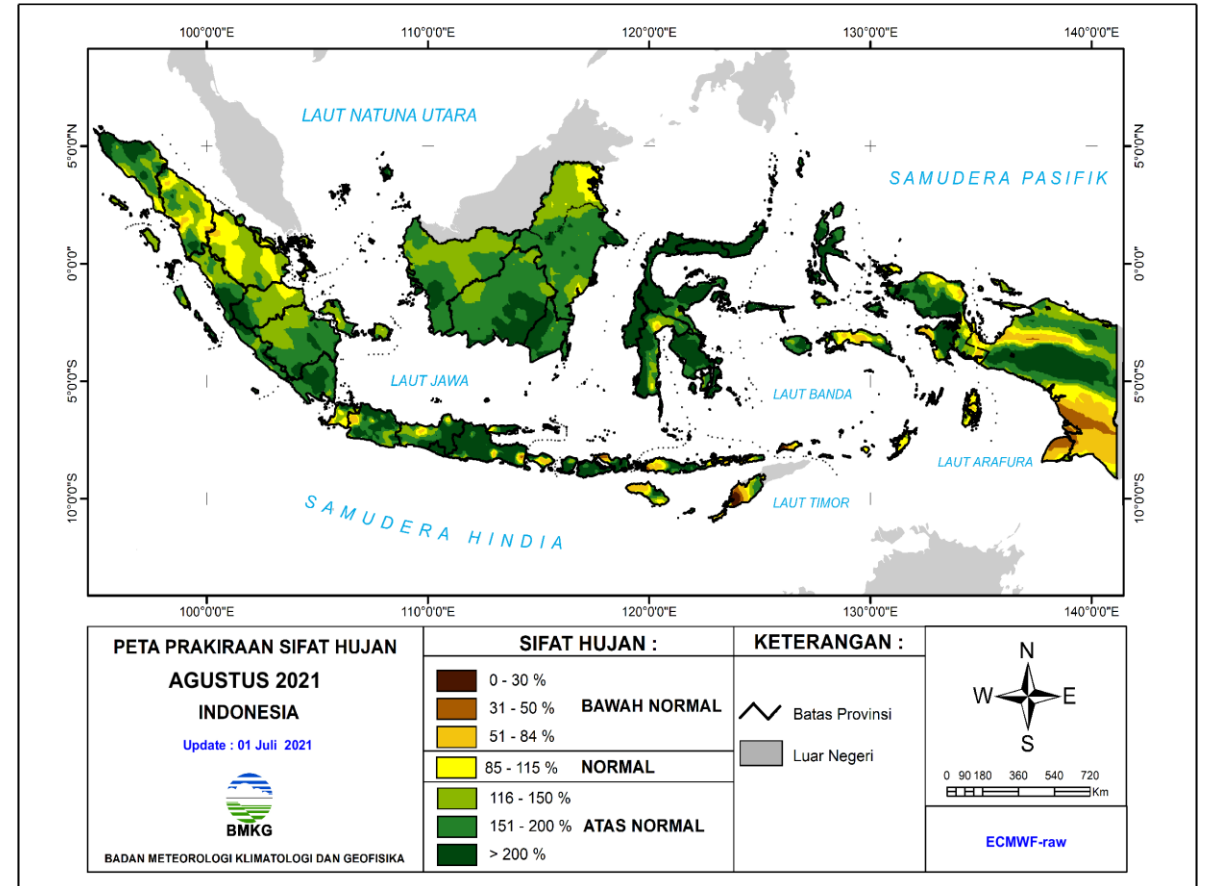 100°0'0"E 110°0'0"E 120°0'0"E 130°0'0"E 140°0'0"E
LAUT NATUNA UTARA
5°0'0"N 5°0'0"N
SAMUDERA PASIFIK
0°0'0" 0°0'0"
LAUT JAWA
5°0'0"S 5°0'0"S
LAUT BANDA
LAUT ARAFURA
10°0'0"S 10°0'0"S
LAUT TIMOR
SAMUDERA HINDIA
100°0'0"E 110°0'0"E 120°0'0"E 130°0'0"E 140°0'0"E
PETA PRAKIRAAN SIFAT HUJAN
AGUSTUS 2021
INDONESIA
Update : 01 Juli 2021
BMKG
BADAN METEOROLOGI KLIMATOLOGI DAN GEOFISIKA
SIFAT HUJAN :
0 - 30 %
31 - 50 % BAWAH NORMAL
51 - 84 %
85 - 115 % NORMAL
116 - 150 %
151 - 200 % ATAS NORMAL
> 200 %
KETERANGAN :
Batas Provinsi
Luar Negeri
N
W E
S
0 90 180 360 540 720
Km
ECMWF-raw